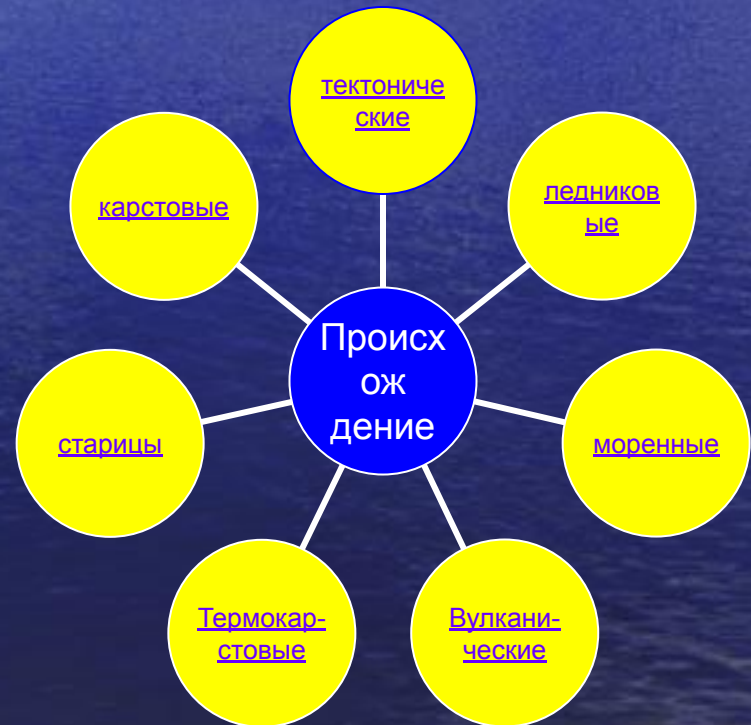 тектониче
ские
ледников
ые
карстовые
Происх
ож
дение
старицы
моренные
Термокар-
стовые
Вулкани-
ческие